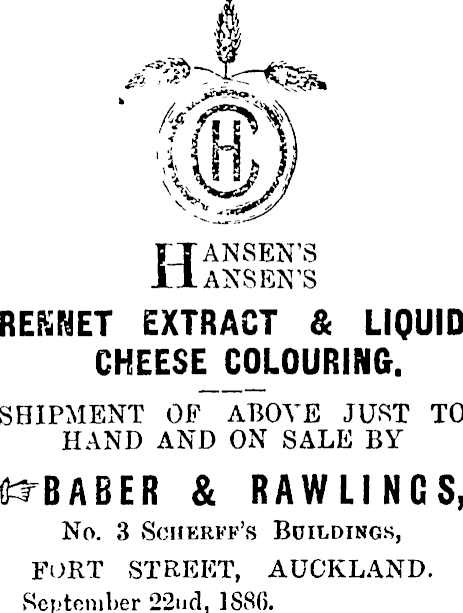 CH
HANSEN'S
HANSEN'S
RENNET EXTRACT & LIQUID
CHEESE COLOURING.
SHIPMENT OF ABOVE JUST TO
HAND AND ON SALE BY
☞BABER & RAWLINGS,
No. 3 SCHERFF'S BUILDINGS,
FORT STREET, AUCKLAND.
September 22nd, 1886.